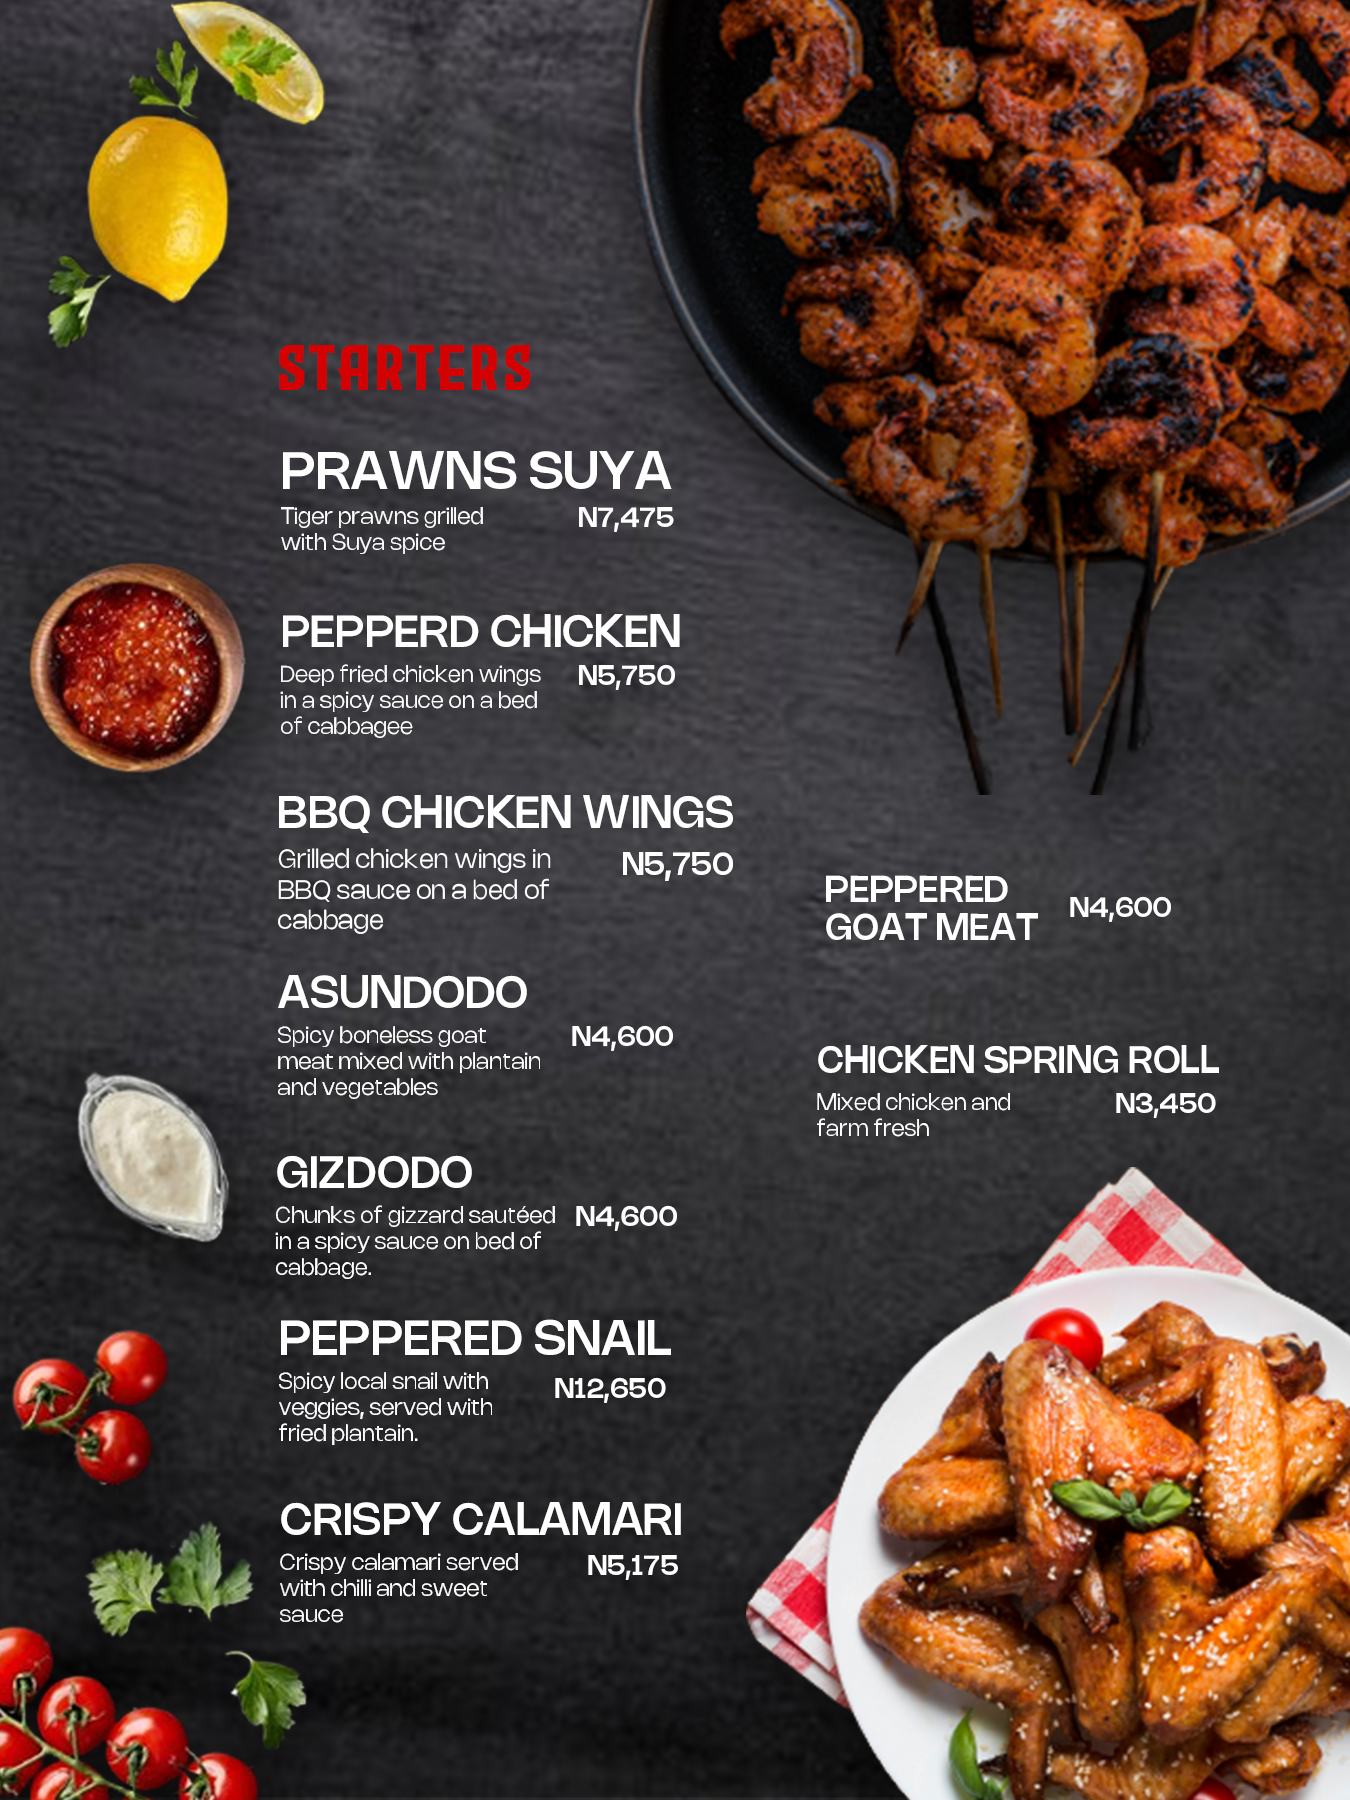 STARTERS
PRAWNS SUYA
Tiger prawns grilled
with Suya spice
N7,475
PEPPERD CHICKEN
Deep fried chicken wings
in a spicy sauce on a bed
of cabbagee
N5,750
BBQ CHICKEN WINGS
Grilled chicken wings in
BBQ sauce on a bed of
cabbage
N5,750
ASUNDODO
Spicy boneless goat
meat mixed with plantain
and vegetables
N4,600
GIZDODO
Chunks of gizzard sautéed
in a spicy sauce on bed of
cabbage.
N4,600
PEPPERED SNAIL
Spicy local snail with
veggies, served with
fried plantain.
N12,650
CRISPY CALAMARI
Crispy calamari served
with chilli and sweet
sauce
N5,175
PEPPERED
GOAT MEAT
N4,600
CHICKEN SPRING ROLL
Mixed chicken and
farm fresh
N3,450